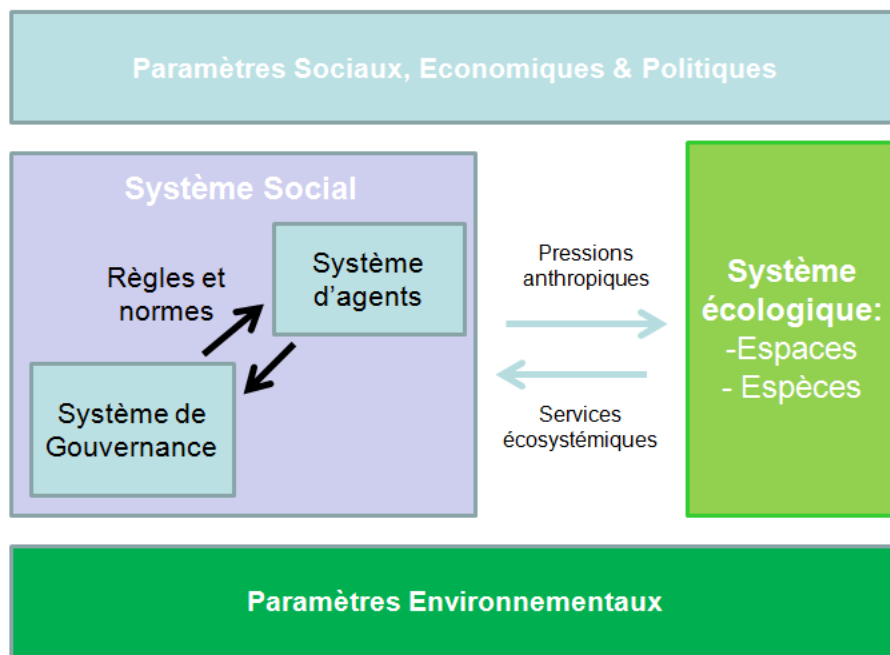 Paramètres Sociaux, Economiques & Politiques
Système Social
Règles et
normes
Système
d’agents
Système de
Gouvernance
Pressions
anthropiques
Services
écosystémiques
Système
écologique:
-Espaces
- Espèces
Paramètres Environnementaux